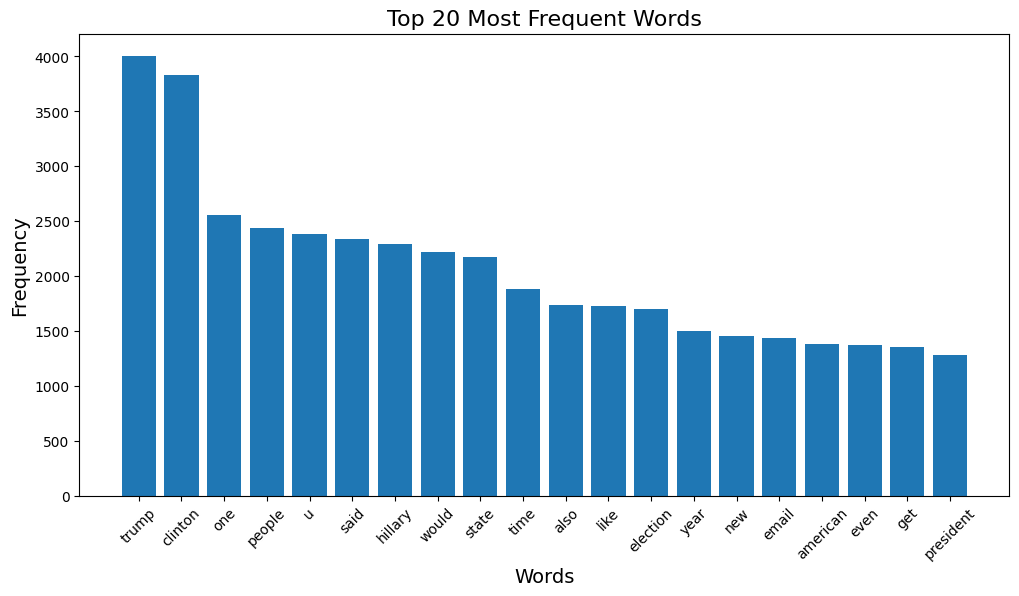 Top 20 Most Frequent Words
Frequency
4000
3500
3000
2500
2000
1500
1000
500
0
trump
clinton
one
people
u
said
hillary
would
state
time
also
like
election
year
new
email
american
even
get
president
Words